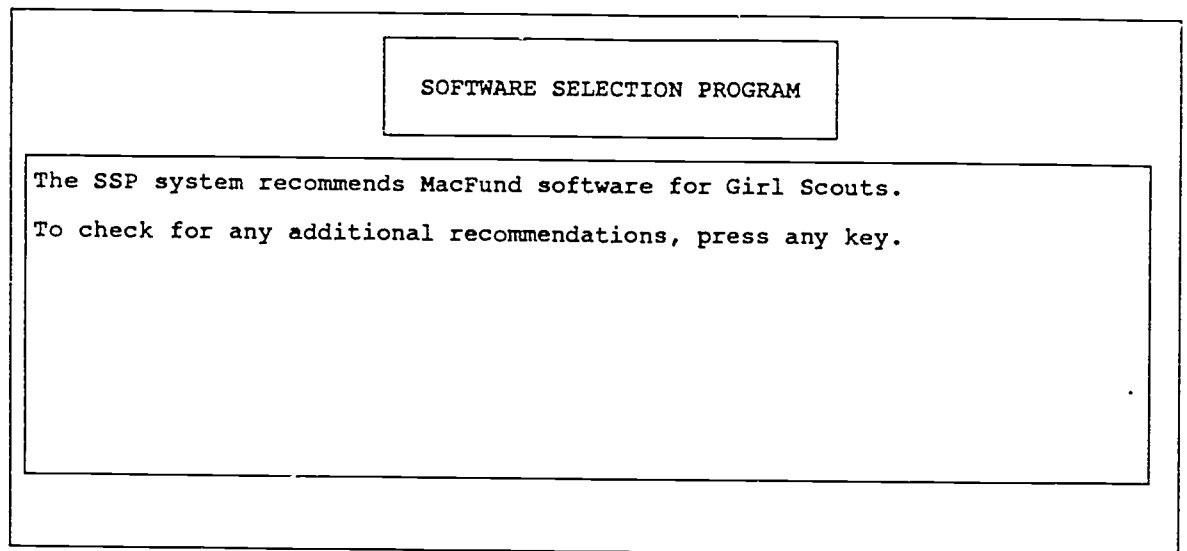 SOFTWARE SELECTION PROGRAM
The SSP system recommends MacFund software for Girl Scouts.
To check for any additional recommendations, press any key.